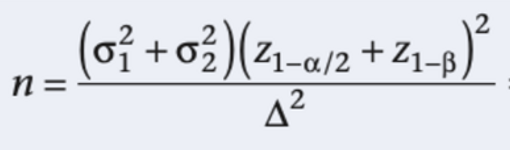 n = (σ₁² + σ₂²)(z₁₋α/₂ + z₁₋β)² / Δ²